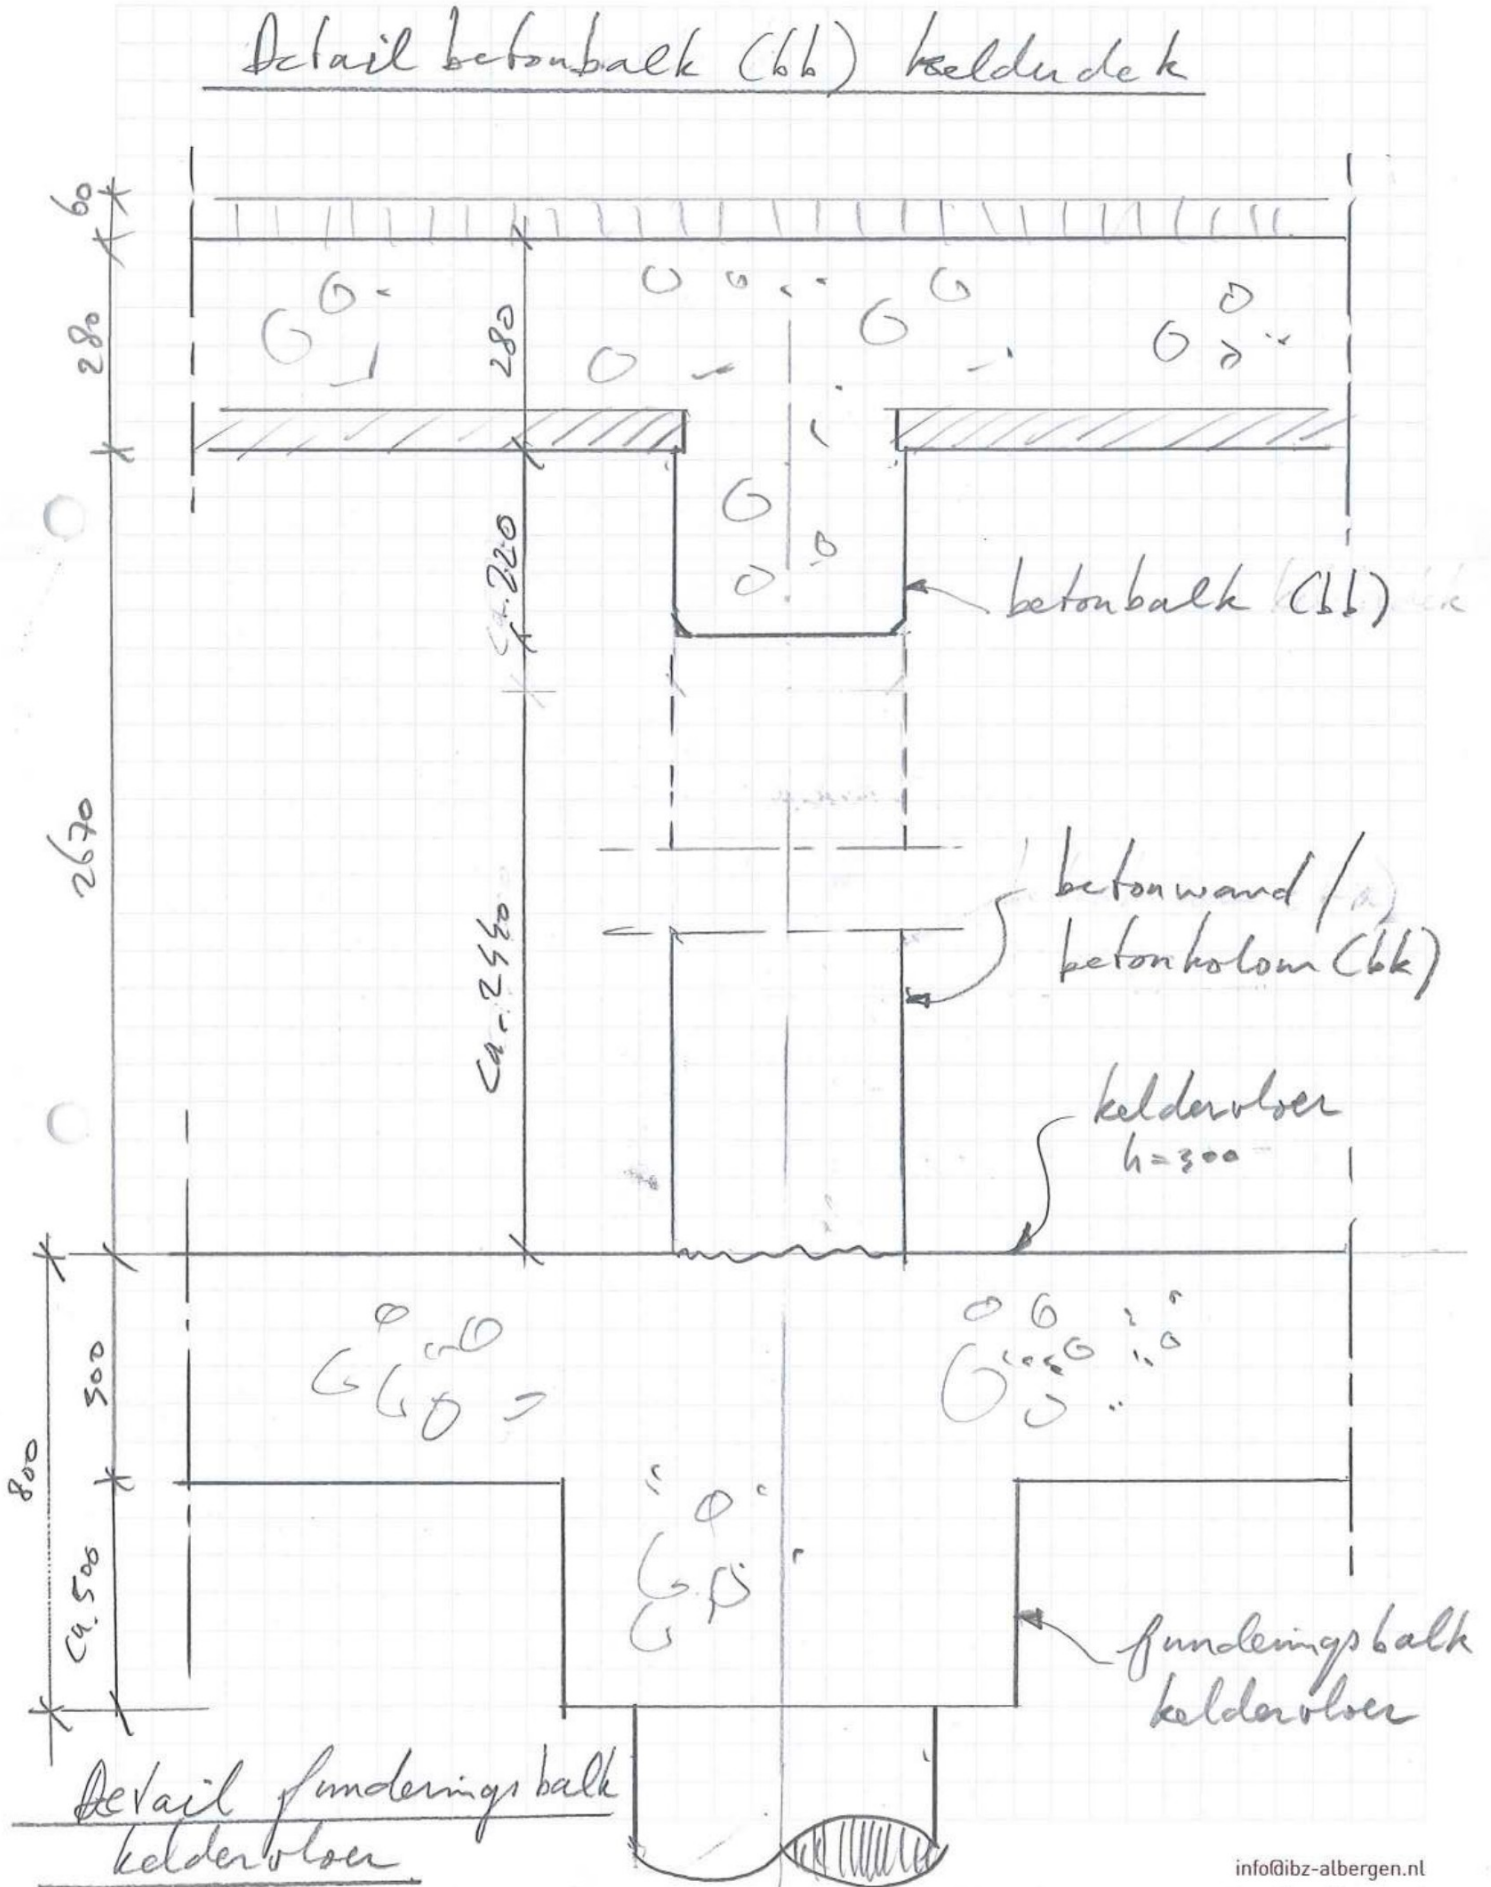 Detail betonbalk (bb) kelderdek
60
280
280
ca. 220
betonbalk (bb)
2670
betonwand /
betonkolom (bk)
ca. 2450
keldervloer
h=300
300
800
ca. 500
funderingsbalk
keldervloer
Detail funderingsbalk
keldervloer
info@ibz-albergen.nl